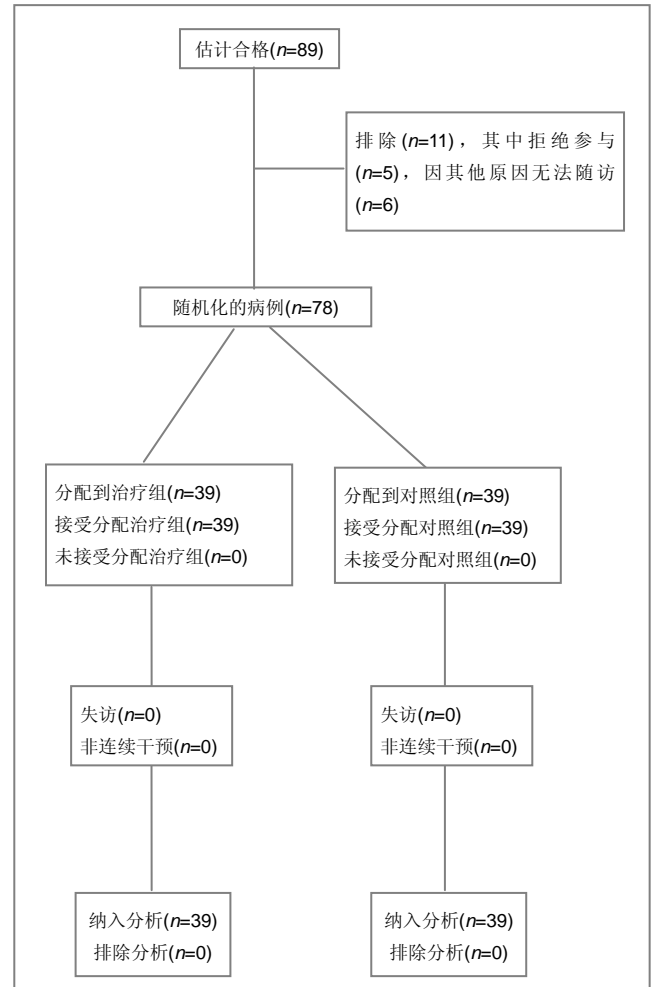 估计合格(n=89)
排除(n=11)，其中拒绝参与
(n=5)，因其他原因无法随访
(n=6)
随机化的病例(n=78)
分配到治疗组(n=39)
接受分配治疗组(n=39)
未接受分配治疗组(n=0)
分配到对照组(n=39)
接受分配对照组(n=39)
未接受分配对照组(n=0)
失访(n=0)
非连续干预(n=0)
失访(n=0)
非连续干预(n=0)
纳入分析(n=39)
排除分析(n=0)
纳入分析(n=39)
排除分析(n=0)